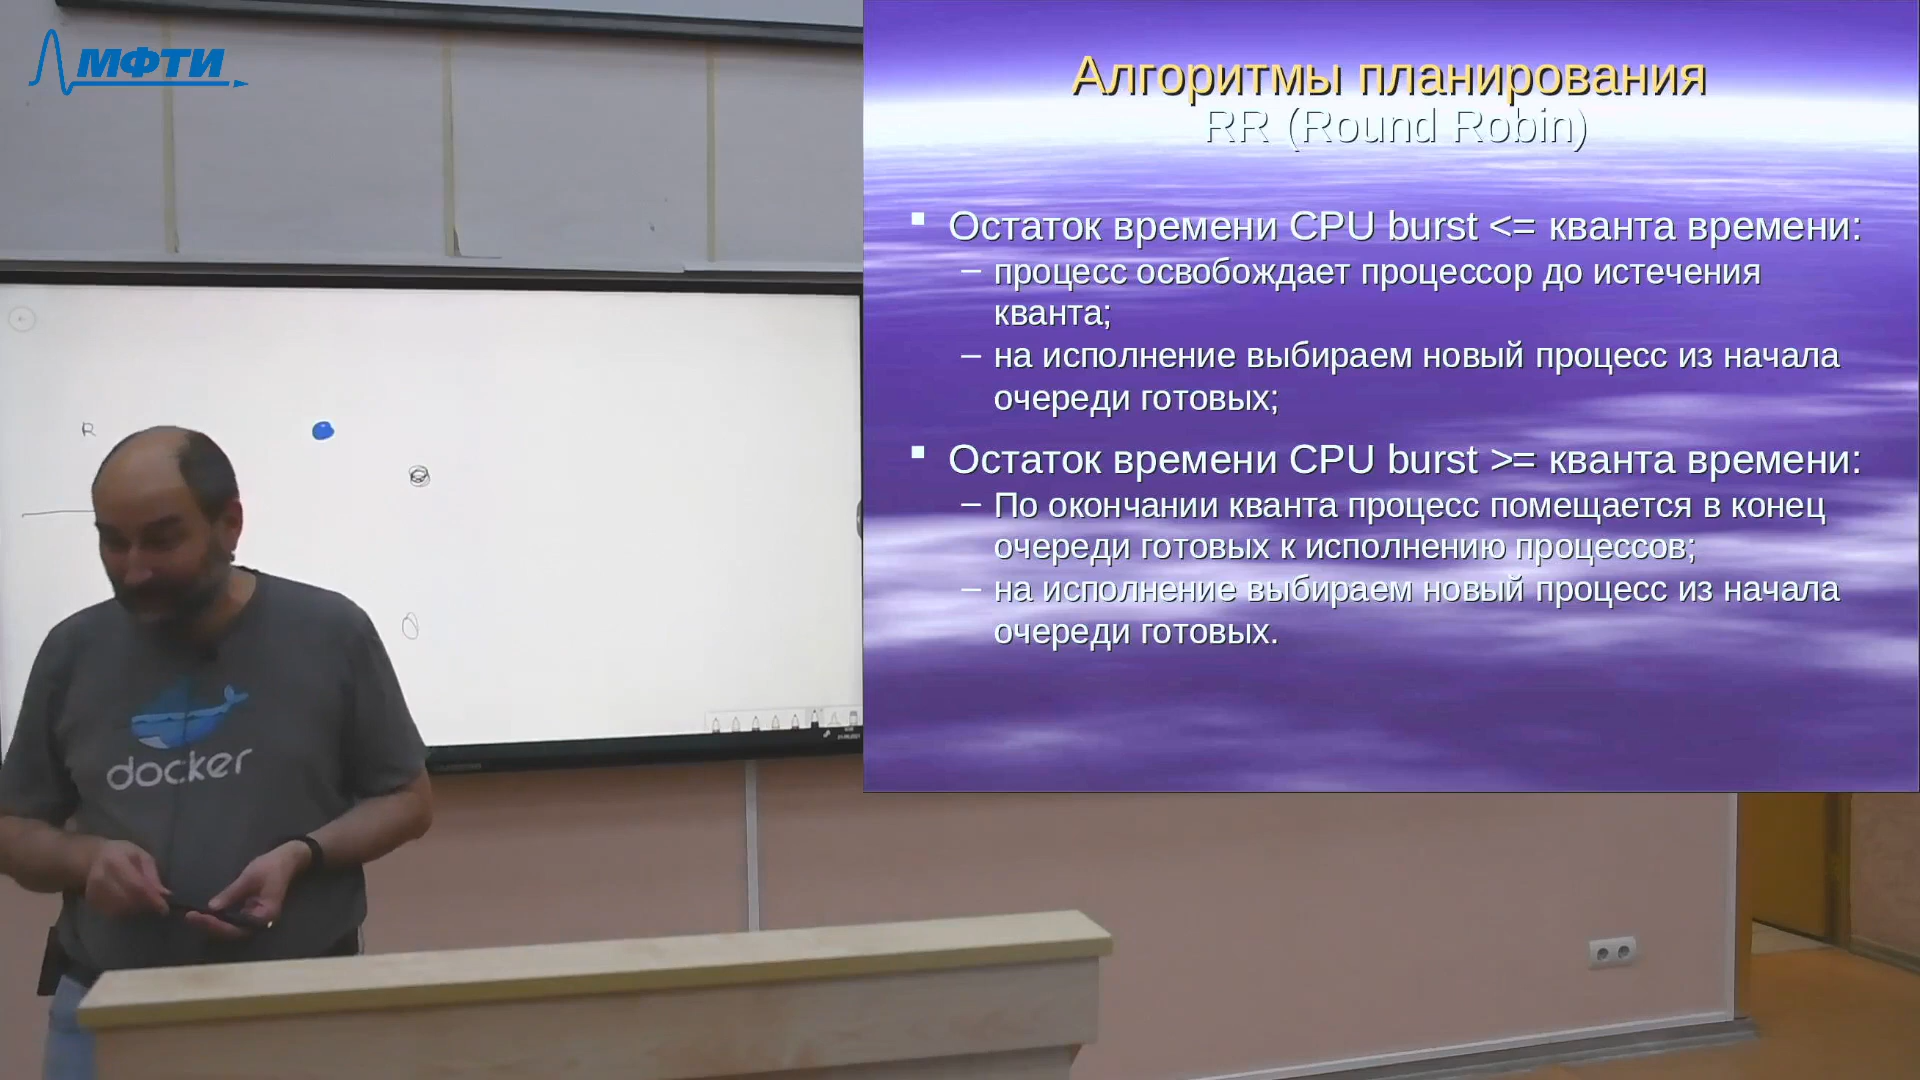 МФТИ
Алгоритмы планирования
RR (Round Robin)
Остаток времени CPU burst <= кванта времени:
– процесс освобождает процессор до истечения
кванта;
– на исполнение выбираем новый процесс из начала
очереди готовых;
Остаток времени CPU burst >= кванта времени:
– По окончании кванта процесс помещается в конец
очереди готовых к исполнению процессов;
– на исполнение выбираем новый процесс из начала
очереди готовых.
R
docker